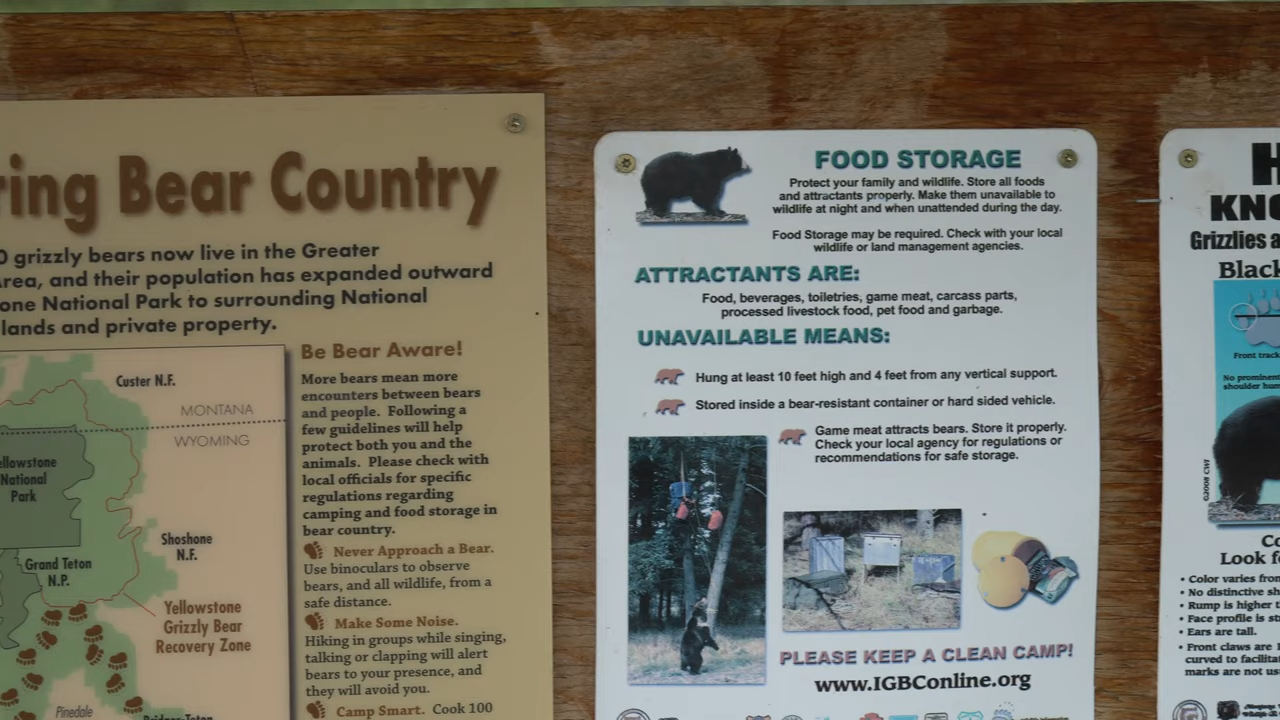 ring Bear Country
0 grizzly bears now live in the Greater
Area, and their population has expanded outward
one National Park to surrounding National
lands and private property.
Custer N.F.
MONTANA
WYOMING
ellowstone
National
Park
Shoshone
N.F.
Grand Teton
N.P.
Yellowstone
Grizzly Bear
Recovery Zone
Pinedale
Bridger-Teton
Be Bear Aware!
More bears mean more
encounters between bears
and people. Following a
few guidelines will help
protect both you and the
animals. Please check with
local officials for specific
regulations regarding
camping and food storage in
bear country.
Never Approach a Bear.
Use binoculars to observe
bears, and all wildlife, from a
safe distance.
Make Some Noise.
Hiking in groups while singing,
talking or clapping will alert
bears to your presence, and
they will avoid you.
Camp Smart. Cook 100
FOOD STORAGE
Protect your family and wildlife. Store all foods
and attractants properly. Make them unavailable to
wildlife at night and when unattended during the day.
Food Storage may be required. Check with your local
wildlife or land management agencies.
ATTRACTANTS ARE:
Food, beverages, toiletries, game meat, carcass parts,
processed livestock food, pet food and garbage.
UNAVAILABLE MEANS:
Hung at least 10 feet high and 4 feet from any vertical support.
Stored inside a bear-resistant container or hard sided vehicle.
Game meat attracts bears. Store it properly.
Check your local agency for regulations or
recommendations for safe storage.
PLEASE KEEP A CLEAN CAMP!
www.IGBConline.org
H
KNO
Grizzlies a
Black
Front track
No prominent
shoulder hum
©2008 CWI
Co
Look fo
• Color varies from
• No distinctive sh
• Rump is higher t
• Face profile is st
• Ears are tall.
• Front claws are 1
curved to facilita
marks are not us